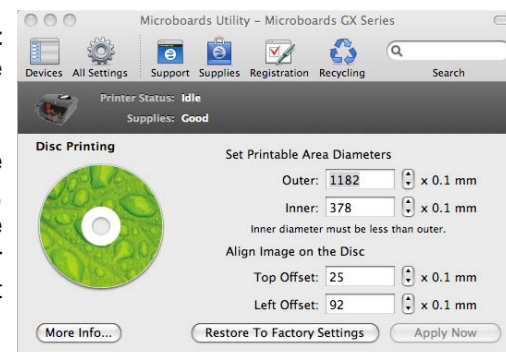 Microboards Utility – Microboards GX Series
Devices All Settings Support Supplies Registration Recycling Search
Printer Status: Idle
Supplies: Good
Disc Printing
Set Printable Area Diameters
Outer: 1182 x 0.1 mm
Inner: 378 x 0.1 mm
Inner diameter must be less than outer.
Align Image on the Disc
Top Offset: 25 x 0.1 mm
Left Offset: 92 x 0.1 mm
More Info... Restore To Factory Settings Apply Now